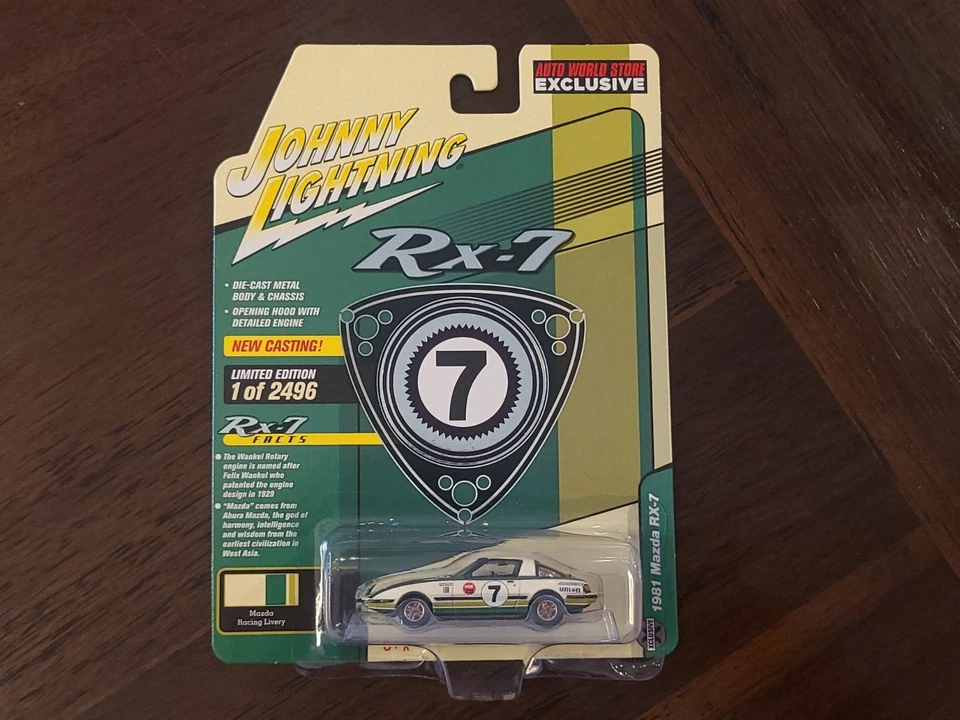 AUTO WORLD STORE
EXCLUSIVE
JOHNNY
LIGHTNING
RX-7
• DIE-CAST METAL
BODY & CHASSIS
• OPENING HOOD WITH
DETAILED ENGINE
NEW CASTING!
LIMITED EDITION
1 of 2496
7
RX-7
FACTS
• The Wankel Rotary
engine is named after
Felix Wankel who
patented the engine
design in 1929
• "Mazda" comes from
Ahura Mazda, the god of
harmony, intelligence
and wisdom from the
earliest civilization in
West Asia.
Mazda
Racing Livery
7
union
1981 Mazda RX-7